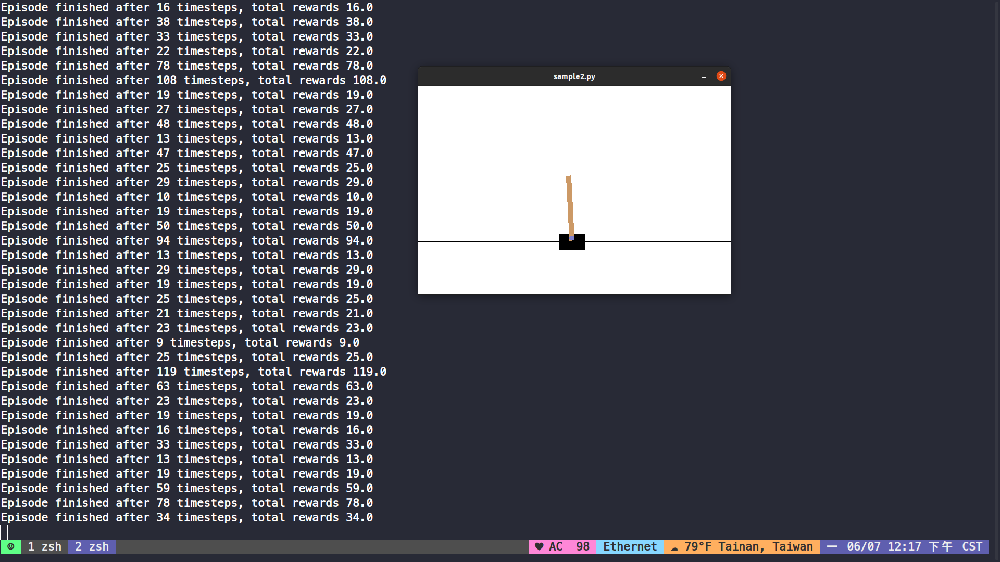 Episode finished after 16 timesteps, total rewards 16.0
Episode finished after 38 timesteps, total rewards 38.0
Episode finished after 33 timesteps, total rewards 33.0
Episode finished after 22 timesteps, total rewards 22.0
Episode finished after 78 timesteps, total rewards 78.0
Episode finished after 108 timesteps, total rewards 108.0
Episode finished after 19 timesteps, total rewards 19.0
Episode finished after 27 timesteps, total rewards 27.0
Episode finished after 48 timesteps, total rewards 48.0
Episode finished after 13 timesteps, total rewards 13.0
Episode finished after 47 timesteps, total rewards 47.0
Episode finished after 25 timesteps, total rewards 25.0
Episode finished after 29 timesteps, total rewards 29.0
Episode finished after 10 timesteps, total rewards 10.0
Episode finished after 19 timesteps, total rewards 19.0
Episode finished after 50 timesteps, total rewards 50.0
Episode finished after 94 timesteps, total rewards 94.0
Episode finished after 13 timesteps, total rewards 13.0
Episode finished after 29 timesteps, total rewards 29.0
Episode finished after 19 timesteps, total rewards 19.0
Episode finished after 25 timesteps, total rewards 25.0
Episode finished after 21 timesteps, total rewards 21.0
Episode finished after 23 timesteps, total rewards 23.0
Episode finished after 9 timesteps, total rewards 9.0
Episode finished after 25 timesteps, total rewards 25.0
Episode finished after 119 timesteps, total rewards 119.0
Episode finished after 63 timesteps, total rewards 63.0
Episode finished after 23 timesteps, total rewards 23.0
Episode finished after 19 timesteps, total rewards 19.0
Episode finished after 16 timesteps, total rewards 16.0
Episode finished after 33 timesteps, total rewards 33.0
Episode finished after 13 timesteps, total rewards 13.0
Episode finished after 19 timesteps, total rewards 19.0
Episode finished after 59 timesteps, total rewards 59.0
Episode finished after 78 timesteps, total rewards 78.0
Episode finished after 34 timesteps, total rewards 34.0
sample2.py
1 zsh 2 zsh ♥ AC 98 Ethernet ☁ 79°F Tainan, Taiwan 一 06/07 12:17 下午 CST